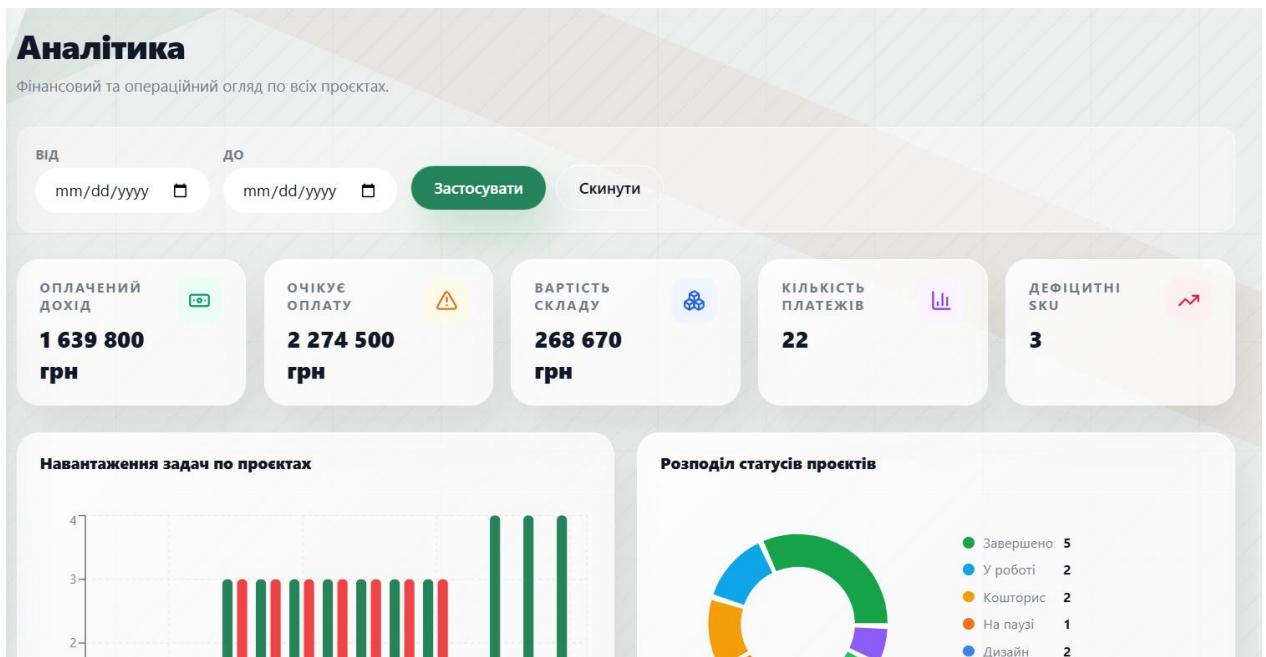 Аналітика
Фінансовий та операційний огляд по всіх проєктах.
ВІД
ДО
mm/dd/yyyy
mm/dd/yyyy
Застосувати
Скинути
ОПЛАЧЕНИЙ
ДОХІД
1 639 800
грн
ОЧІКУЄ
ОПЛАТУ
2 274 500
грн
ВАРТІСТЬ
СКЛАДУ
268 670
грн
КІЛЬКІСТЬ
ПЛАТЕЖІВ
22
ДЕФІЦИТНІ
SKU
3
Навантаження задач по проєктах
4
3
2
Розподіл статусів проєктів
Завершено 5
У роботі 2
Кошторис 2
На паузі 1
Дизайн 2